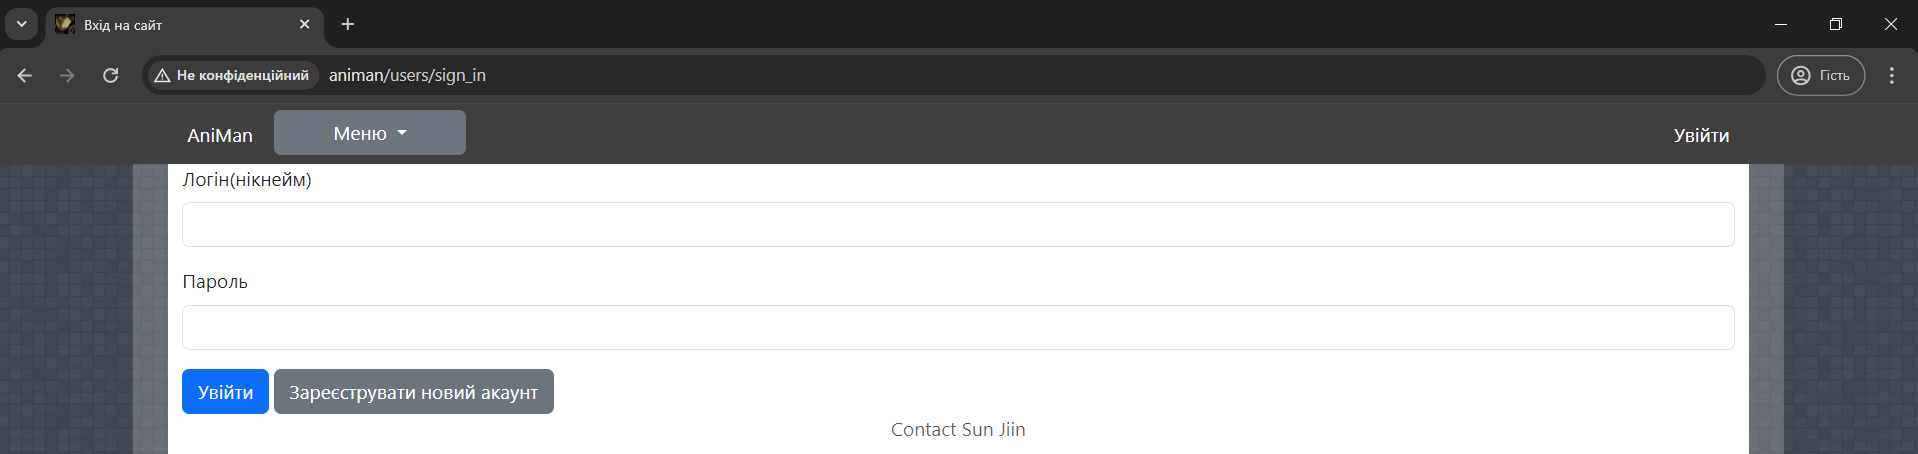 Вхід на сайт
Не конфіденційний animan/users/sign_in Гість
AniMan Меню Увійти
Логін(нікнейм)
Пароль
Увійти Зареєструвати новий акаунт
Contact Sun Jiin